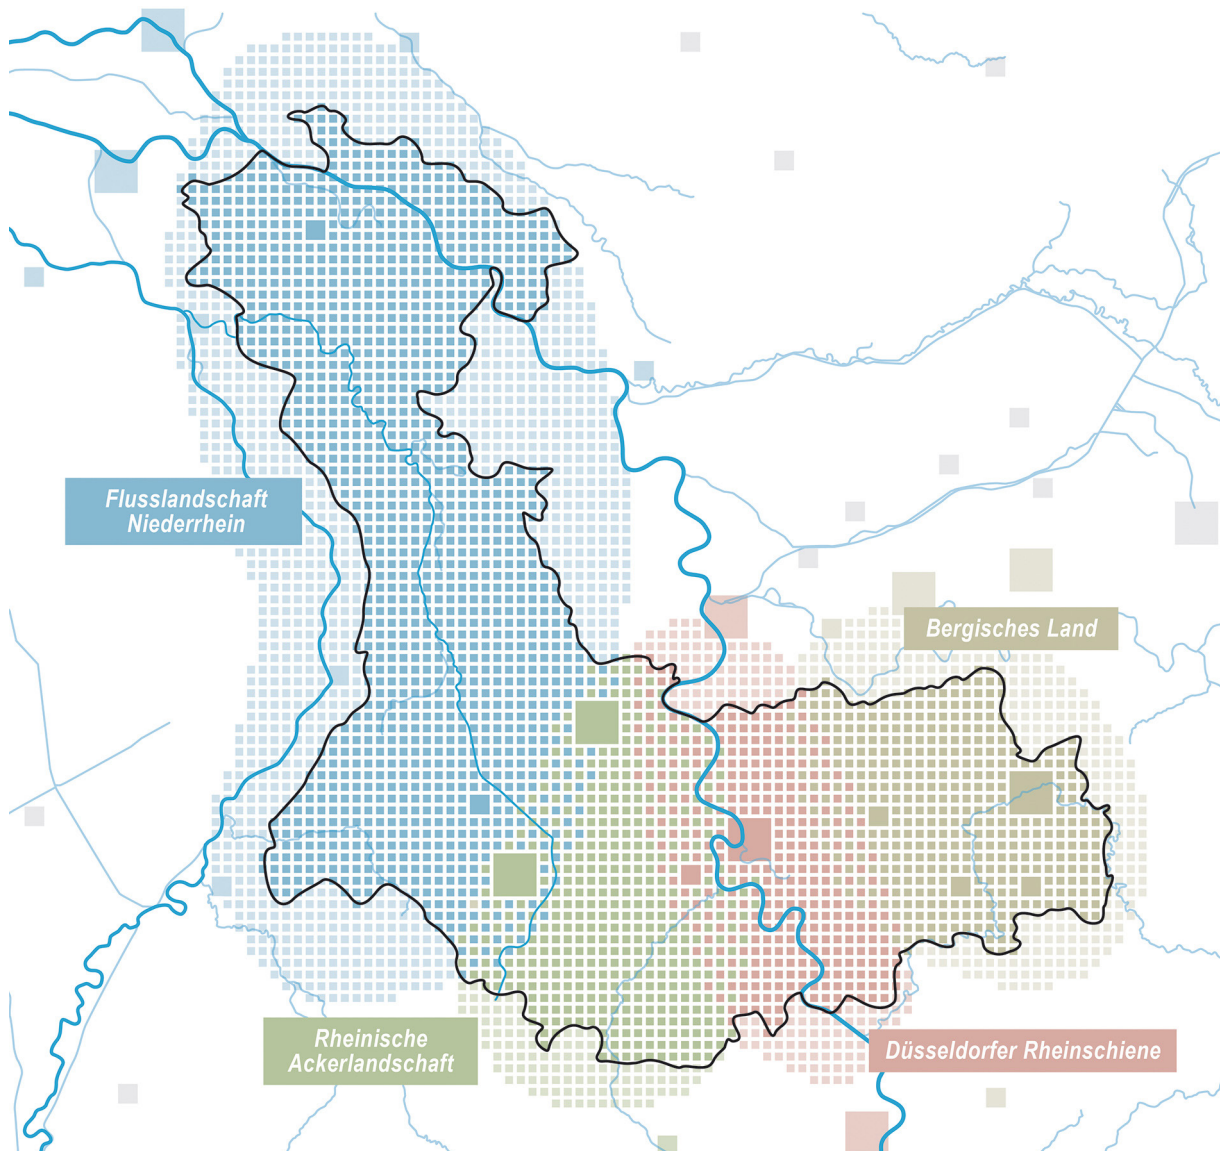 Flusslandschaft
Niederrhein
Bergisches Land
Rheinische
Ackerlandschaft
Düsseldorfer Rheinschiene